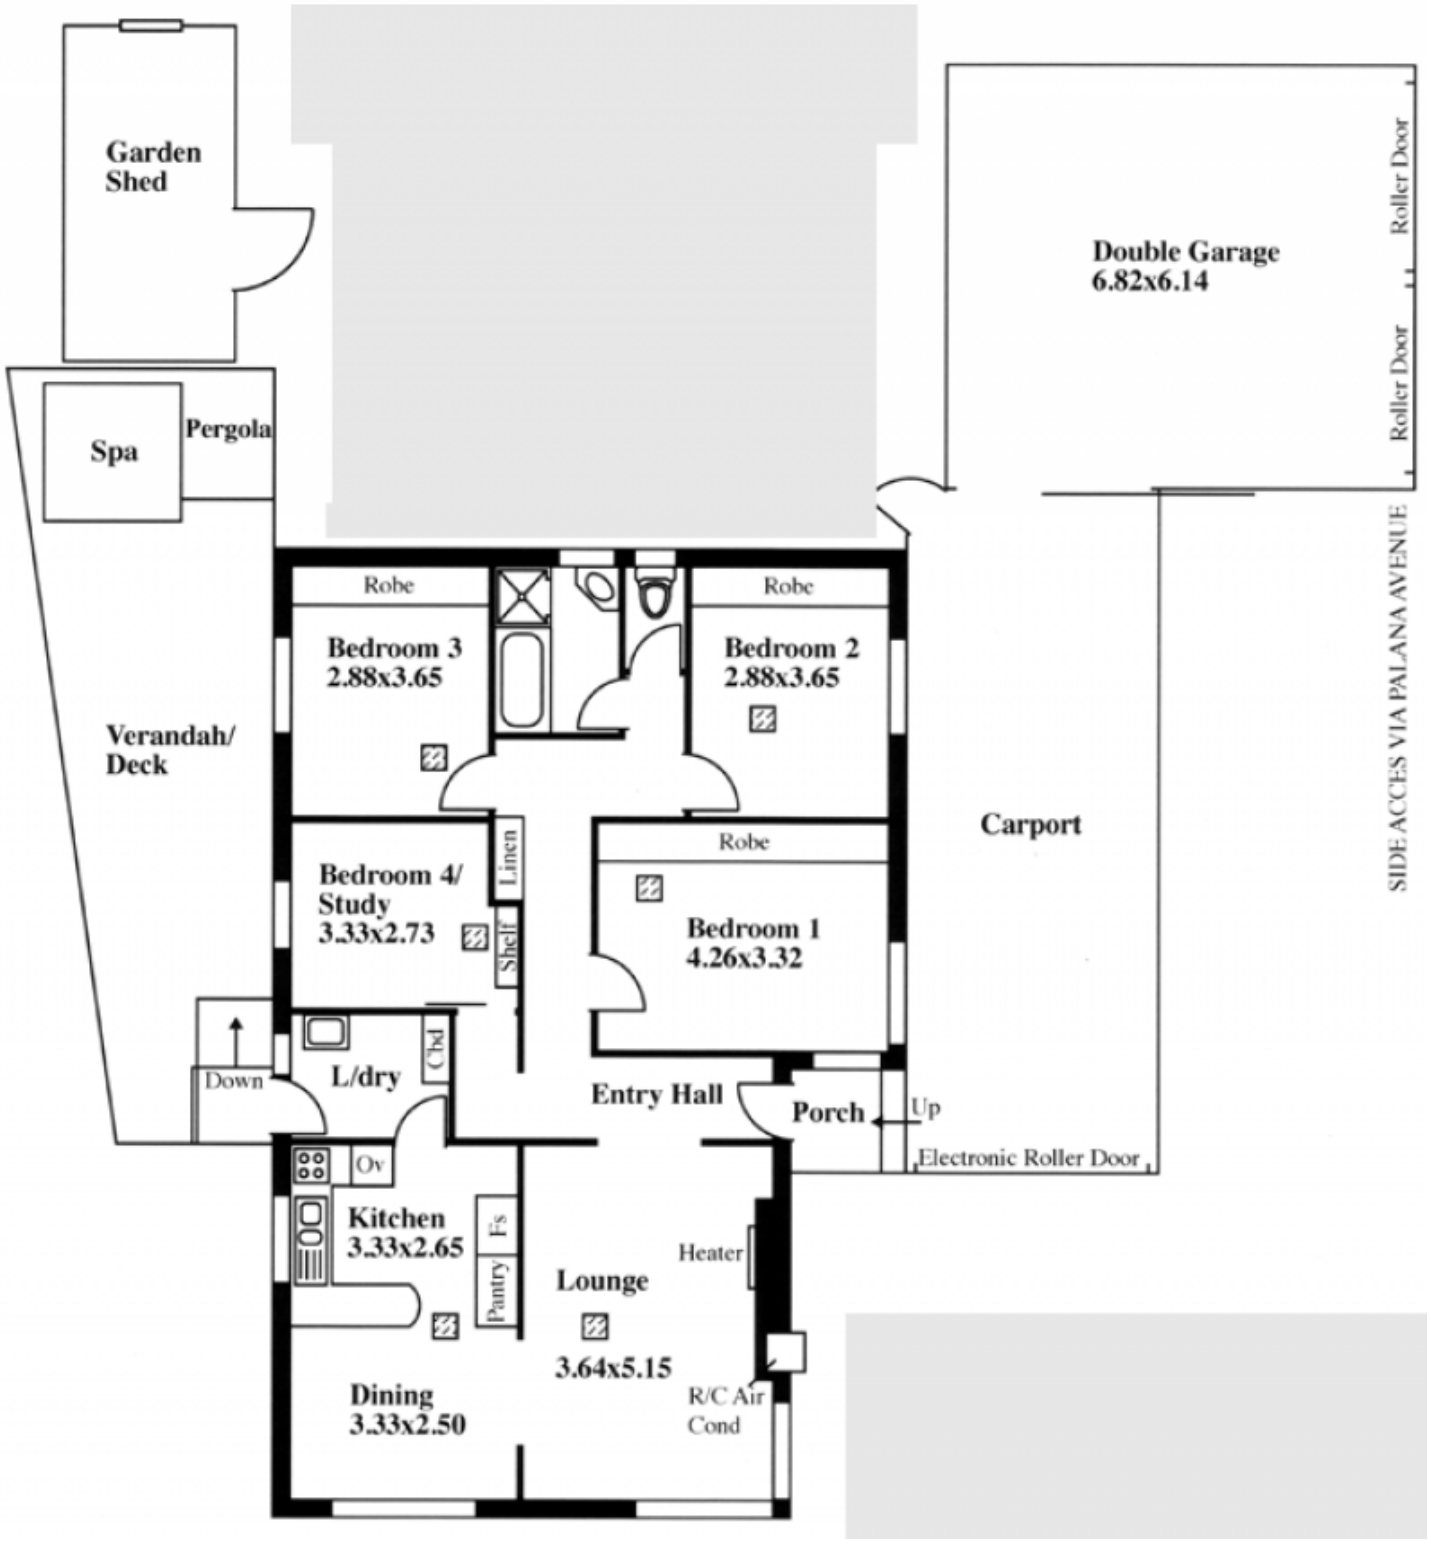 Garden
Shed
Double Garage
6.82x6.14
Roller Door
Roller Door
Spa
Pergola
SIDE ACCES VIA PALANA AVENUE
Robe
Bedroom 3
2.88x3.65
Robe
Bedroom 2
2.88x3.65
Verandah/
Deck
Carport
Linen
Robe
Bedroom 4/
Study
3.33x2.73
Shelf
Bedroom 1
4.26x3.32
Down
L/dry
Cbd
Entry Hall
Porch
Up
Electronic Roller Door
Ov
Kitchen
3.33x2.65
Fs
Pantry
Heater
Lounge
3.64x5.15
R/C Air
Cond
Dining
3.33x2.50